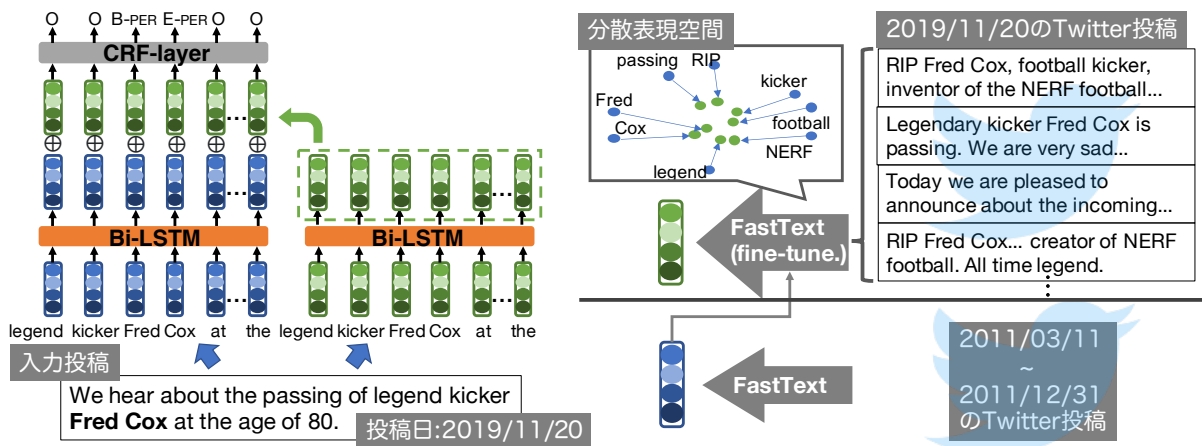 O O B-PER E-PER O O
CRF-layer
...
⊕ ⊕ ⊕ ⊕ ⊕ ⊕
...
...
Bi-LSTM
Bi-LSTM
...
...
legend kicker Fred Cox at the
legend kicker Fred Cox at the
入力投稿
We hear about the passing of legend kicker
Fred Cox at the age of 80.
投稿日:2019/11/20
分散表現空間
passing
RIP
kicker
Fred
football
Cox
NERF
legend
FastText
(fine-tune.)
2019/11/20のTwitter投稿
RIP Fred Cox, football kicker,
inventor of the NERF football...
Legendary kicker Fred Cox is
passing. We are very sad...
Today we are pleased to
announce about the incoming...
RIP Fred Cox... creator of NERF
football. All time legend.
⋮
FastText
2011/03/11
~
2011/12/31
のTwitter投稿